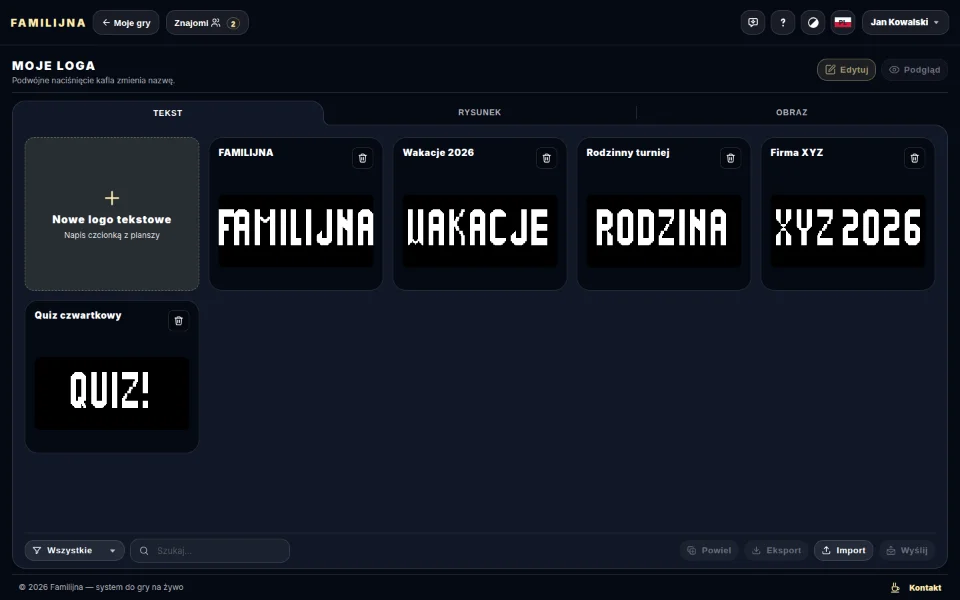 FAMILIJNA
← Moje gry
Znajomi 2
?
Jan Kowalski
MOJE LOGA
Podwójne naciśnięcie kafla zmienia nazwę.
Edytuj
Podgląd
TEKST
RYSUNEK
OBRAZ
+
Nowe logo tekstowe
Napis czcionką z planszy
FAMILIJNA
FAMILIJNA
Wakacje 2026
WAKACJE
Rodzinny turniej
RODZINA
Firma XYZ
XYZ 2026
Quiz czwartkowy
QUIZ!
Wszystkie
Szukaj...
Powiel
Eksport
Import
Wyślij
© 2026 Familijna — system do gry na żywo
Kontakt